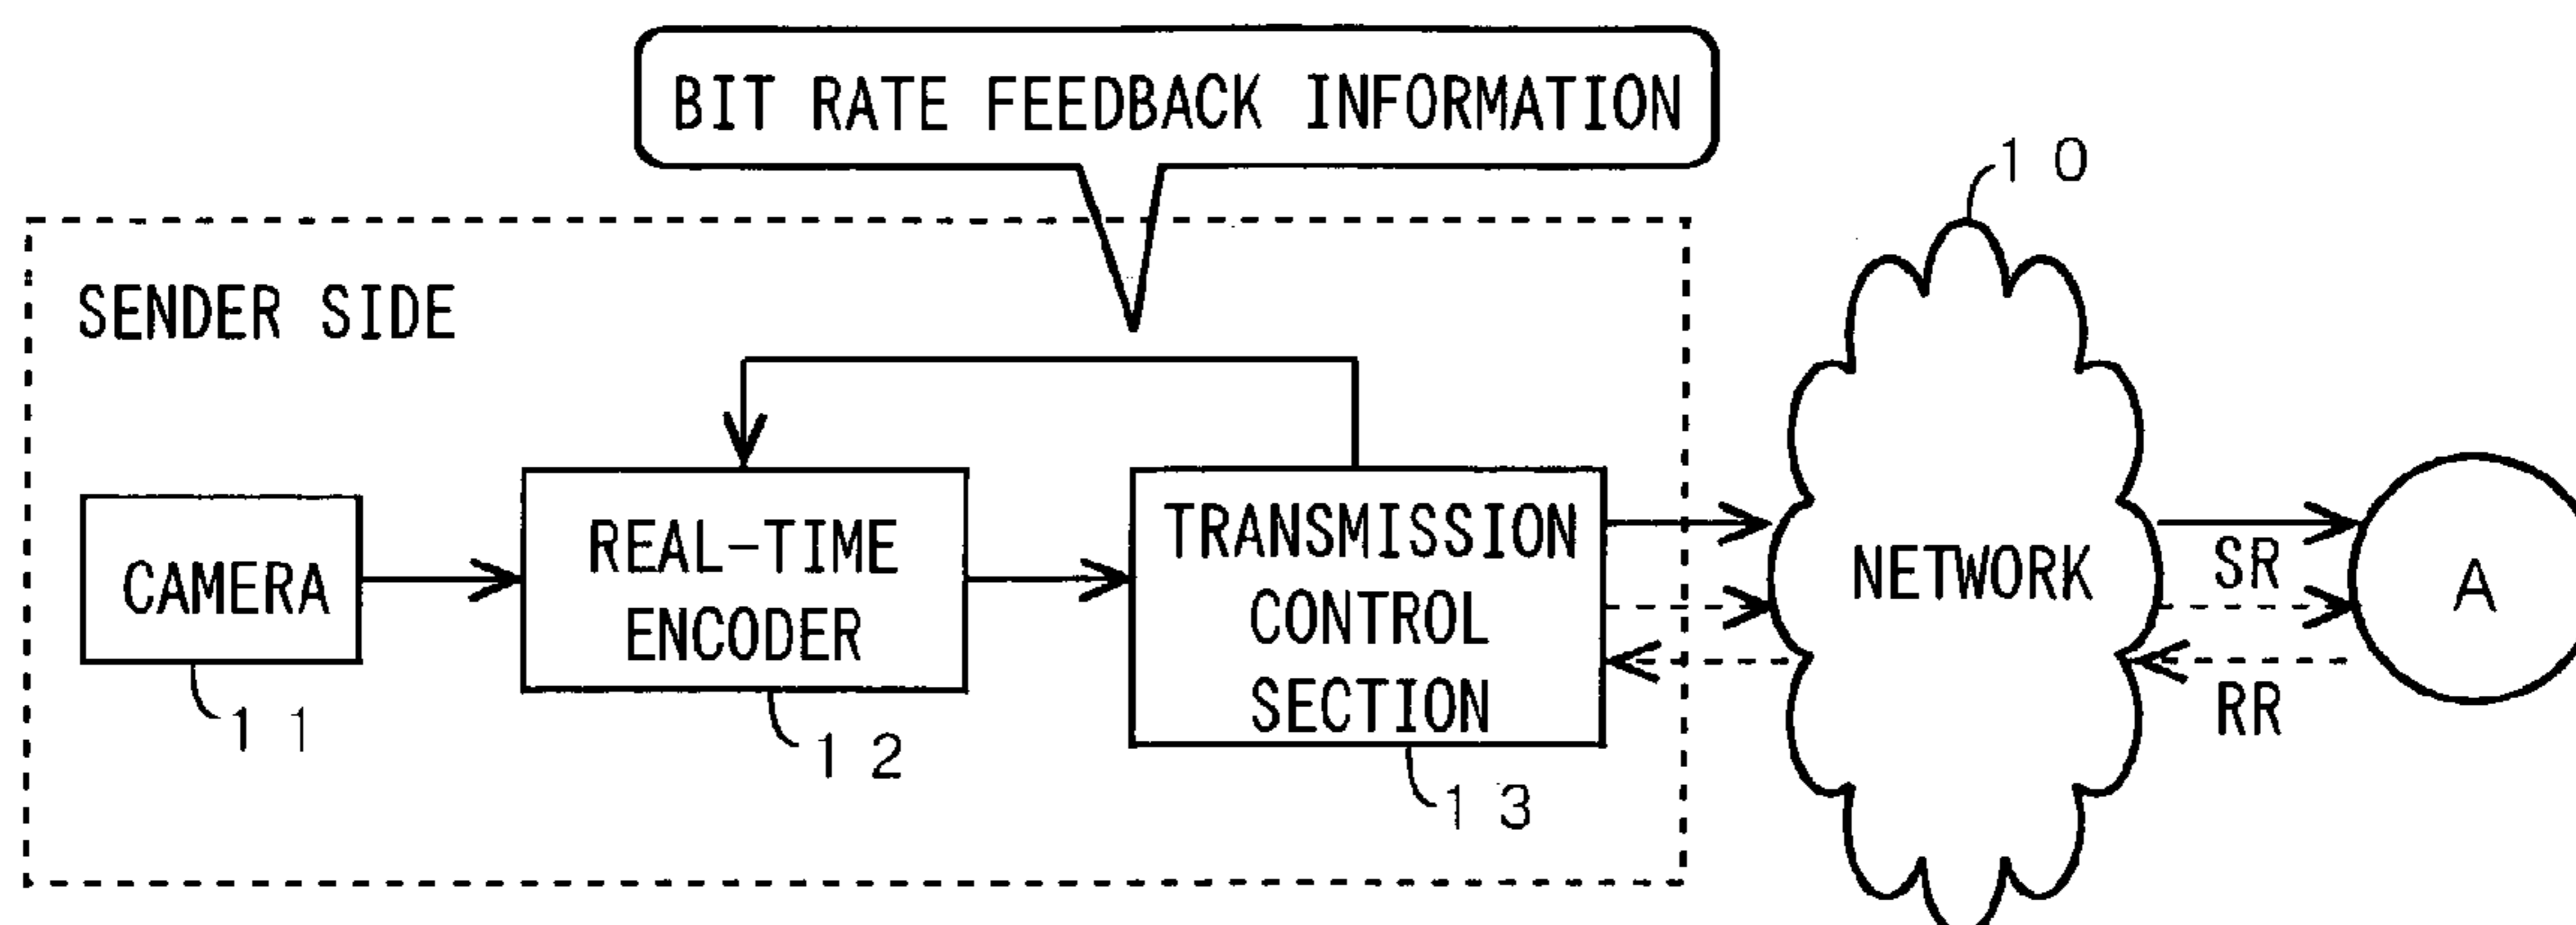 BIT RATE FEEDBACK INFORMATION
10
SENDER SIDE
CAMERA
11
REAL-TIME
ENCODER
12
TRANSMISSION
CONTROL
SECTION
13
NETWORK
SR
RR
A